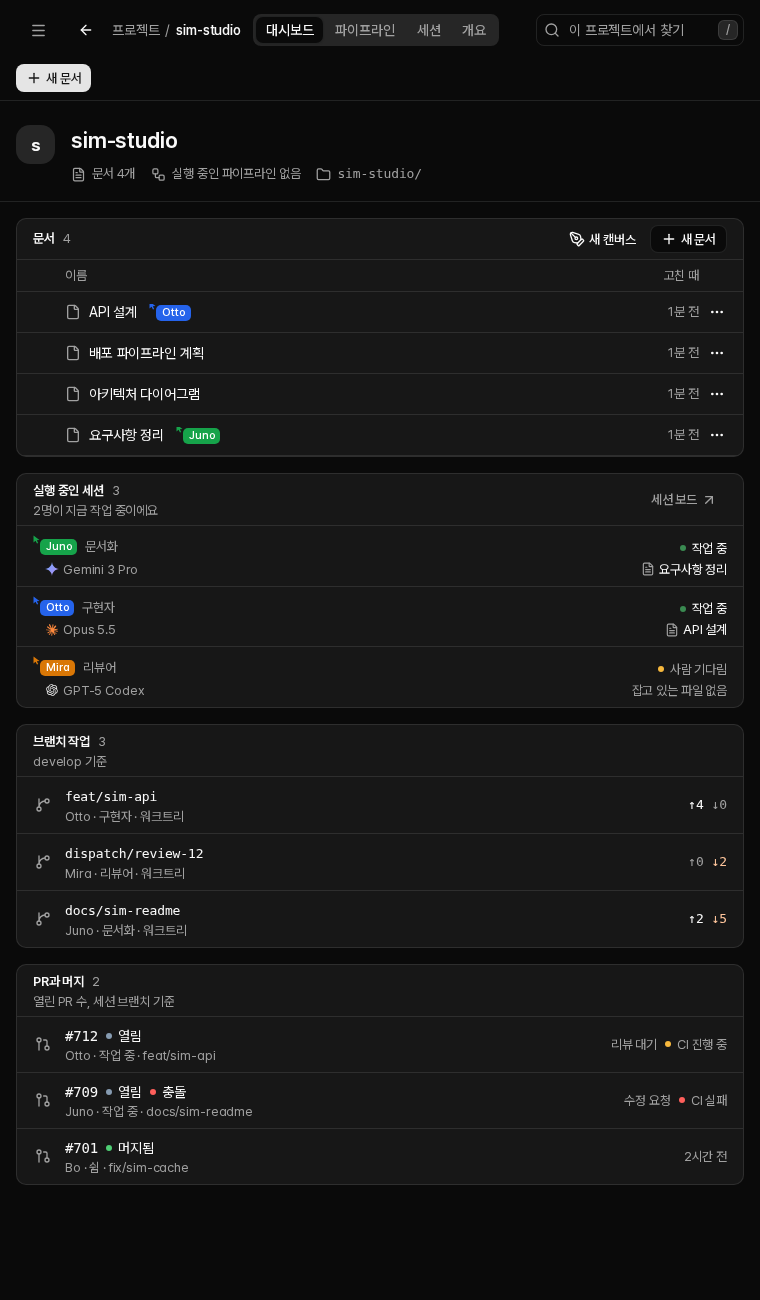 프로젝트 / sim-studio 대시보드 파이프라인 세션 개요 이 프로젝트에서 찾기 /
새 문서
s sim-studio
문서 4개 실행 중인 파이프라인 없음 sim-studio/
문서 4 새 캔버스 새 문서
이름 고친 때
API 설계 Otto 1분 전
배포 파이프라인 계획 1분 전
아키텍처 다이어그램 1분 전
요구사항 정리 Juno 1분 전
실행 중인 세션 3
2명이 지금 작업 중이에요 세션 보드
Juno 문서화 작업 중
Gemini 3 Pro 요구사항 정리
Otto 구현자 작업 중
Opus 5.5 API 설계
Mira 리뷰어 사람 기다림
GPT-5 Codex 잡고 있는 파일 없음
브랜치 작업 3
develop 기준
feat/sim-api ↑4 ↓0
Otto · 구현자 · 워크트리
dispatch/review-12 ↑0 ↓2
Mira · 리뷰어 · 워크트리
docs/sim-readme ↑2 ↓5
Juno · 문서화 · 워크트리
PR과 머지 2
열린 PR 수, 세션 브랜치 기준
#712 열림 리뷰 대기 CI 진행 중
Otto · 작업 중 · feat/sim-api
#709 열림 충돌 수정 요청 CI 실패
Juno · 작업 중 · docs/sim-readme
#701 머지됨 2시간 전
Bo · 쉼 · fix/sim-cache